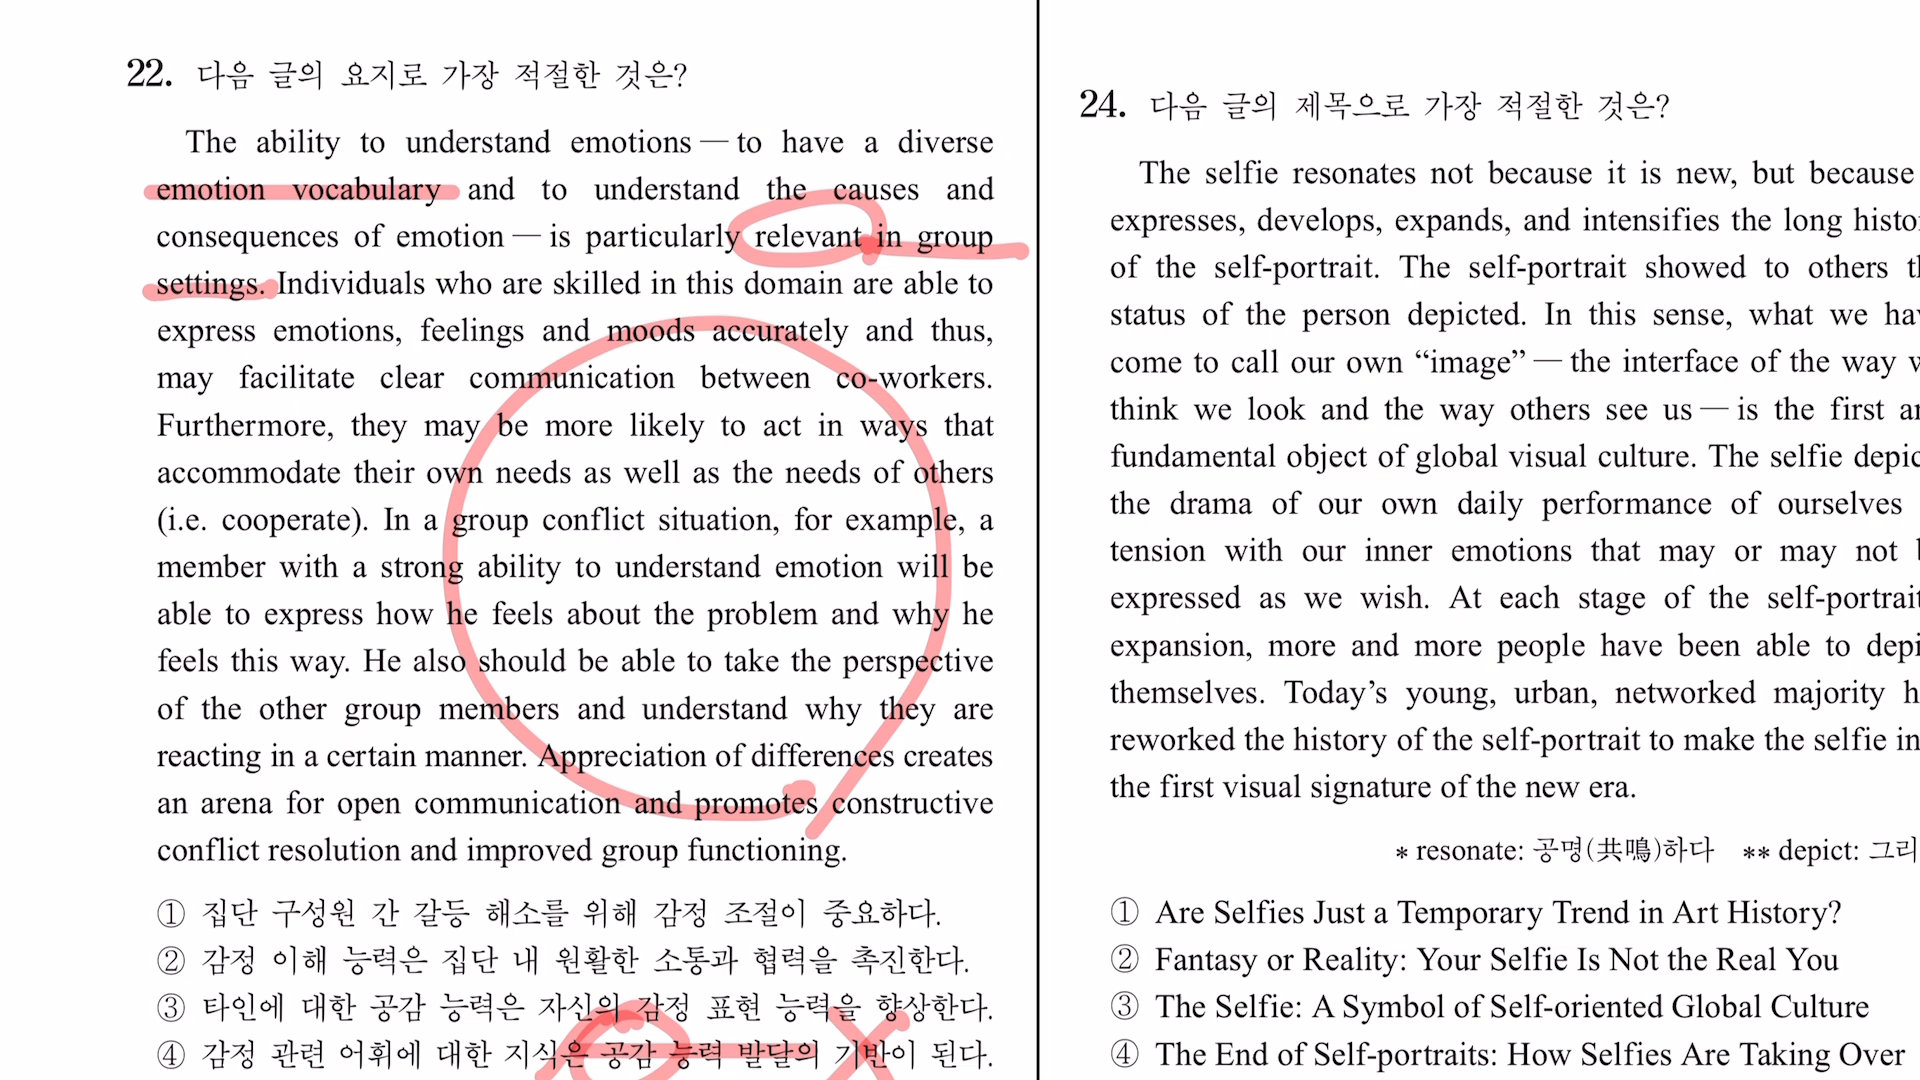 22. 다음 글의 요지로 가장 적절한 것은?
The ability to understand emotions — to have a diverse
emotion vocabulary and to understand the causes and
consequences of emotion — is particularly relevant in group
settings. Individuals who are skilled in this domain are able to
express emotions, feelings and moods accurately and thus,
may facilitate clear communication between co-workers.
Furthermore, they may be more likely to act in ways that
accommodate their own needs as well as the needs of others
(i.e. cooperate). In a group conflict situation, for example, a
member with a strong ability to understand emotion will be
able to express how he feels about the problem and why he
feels this way. He also should be able to take the perspective
of the other group members and understand why they are
reacting in a certain manner. Appreciation of differences creates
an arena for open communication and promotes constructive
conflict resolution and improved group functioning.
① 집단 구성원 간 갈등 해소를 위해 감정 조절이 중요하다.
② 감정 이해 능력은 집단 내 원활한 소통과 협력을 촉진한다.
③ 타인에 대한 공감 능력은 자신의 감정 표현 능력을 향상한다.
④ 감정 관련 어휘에 대한 지식은 공감 능력 발달의 기반이 된다.
24. 다음 글의 제목으로 가장 적절한 것은?
The selfie resonates not because it is new, but because
expresses, develops, expands, and intensifies the long
of the self-portrait. The self-portrait showed to others
status of the person depicted. In this sense, what we
come to call our own “image” — the interface of the way
think we look and the way others see us — is the first
fundamental object of global visual culture. The selfie
the drama of our own daily performance of ourselves
tension with our inner emotions that may or may not
expressed as we wish. At each stage of the
expansion, more and more people have been able to
themselves. Today’s young, urban, networked majority
reworked the history of the self-portrait to make the selfie
the first visual signature of the new era.
* resonate: 공명(共鳴)하다 ** depict: 그리
① Are Selfies Just a Temporary Trend in Art History?
② Fantasy or Reality: Your Selfie Is Not the Real You
③ The Selfie: A Symbol of Self-oriented Global Culture
④ The End of Self-portraits: How Selfies Are Taking Over